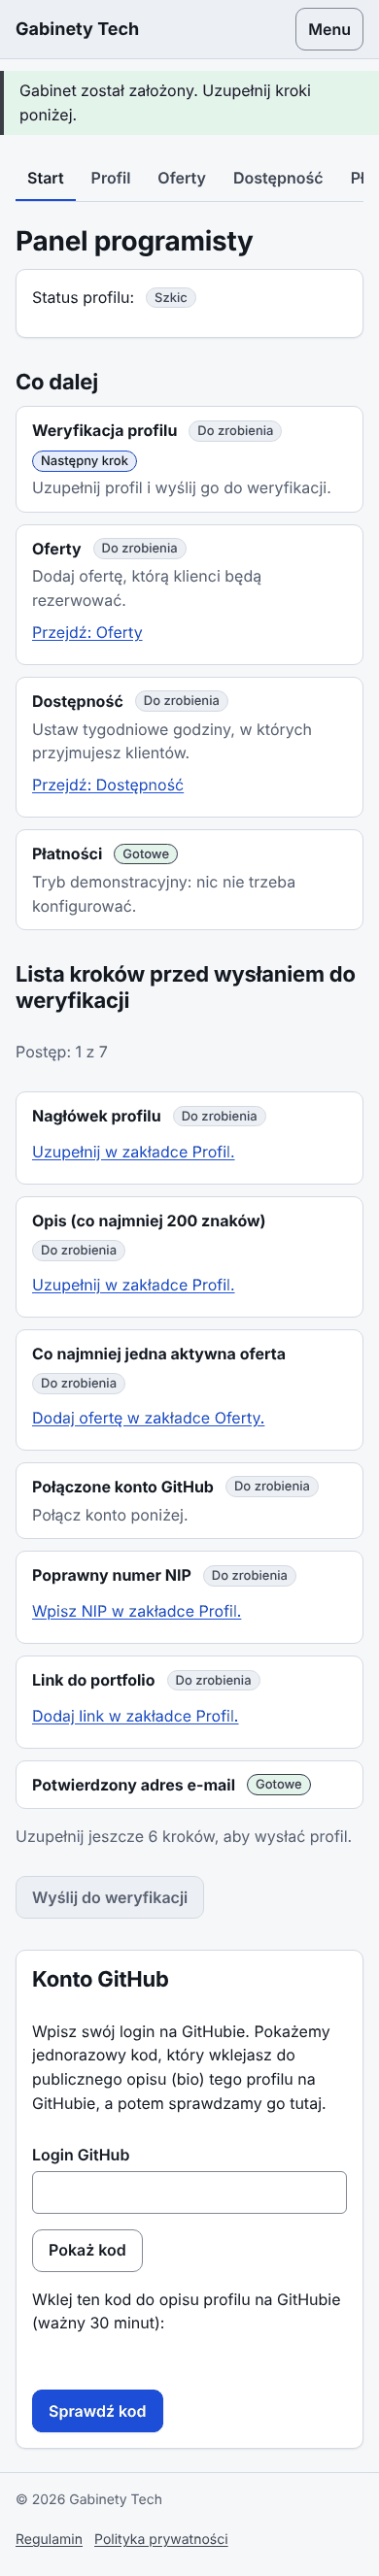 Gabinety Tech
Menu
Gabinet został założony. Uzupełnij kroki
poniżej.
Start
Profil
Oferty
Dostępność
Panel programisty
Status profilu:
Szkic
Co dalej
Weryfikacja profilu
Do zrobienia
Następny krok
Uzupełnij profil i wyślij go do weryfikacji.
Oferty
Do zrobienia
Dodaj ofertę, którą klienci będą
rezerwować.
Przejdź: Oferty
Dostępność
Do zrobienia
Ustaw tygodniowe godziny, w których
przyjmujesz klientów.
Przejdź: Dostępność
Płatności
Gotowe
Tryb demonstracyjny: nic nie trzeba
konfigurować.
Lista kroków przed wysłaniem do
weryfikacji
Postęp: 1 z 7
Nagłówek profilu
Do zrobienia
Uzupełnij w zakładce Profil.
Opis (co najmniej 200 znaków)
Do zrobienia
Uzupełnij w zakładce Profil.
Co najmniej jedna aktywna oferta
Do zrobienia
Dodaj ofertę w zakładce Oferty.
Połączone konto GitHub
Do zrobienia
Połącz konto poniżej.
Poprawny numer NIP
Do zrobienia
Wpisz NIP w zakładce Profil.
Link do portfolio
Do zrobienia
Dodaj link w zakładce Profil.
Potwierdzony adres e-mail
Gotowe
Uzupełnij jeszcze 6 kroków, aby wysłać profil.
Wyślij do weryfikacji
Konto GitHub
Wpisz swój login na GitHubie. Pokażemy
jednorazowy kod, który wklejasz do
publicznego opisu (bio) tego profilu na
GitHubie, a potem sprawdzamy go tutaj.
Login GitHub
Pokaż kod
Wklej ten kod do opisu profilu na GitHubie
(ważny 30 minut):
Sprawdź kod
© 2026 Gabinety Tech
Regulamin
Polityka prywatności